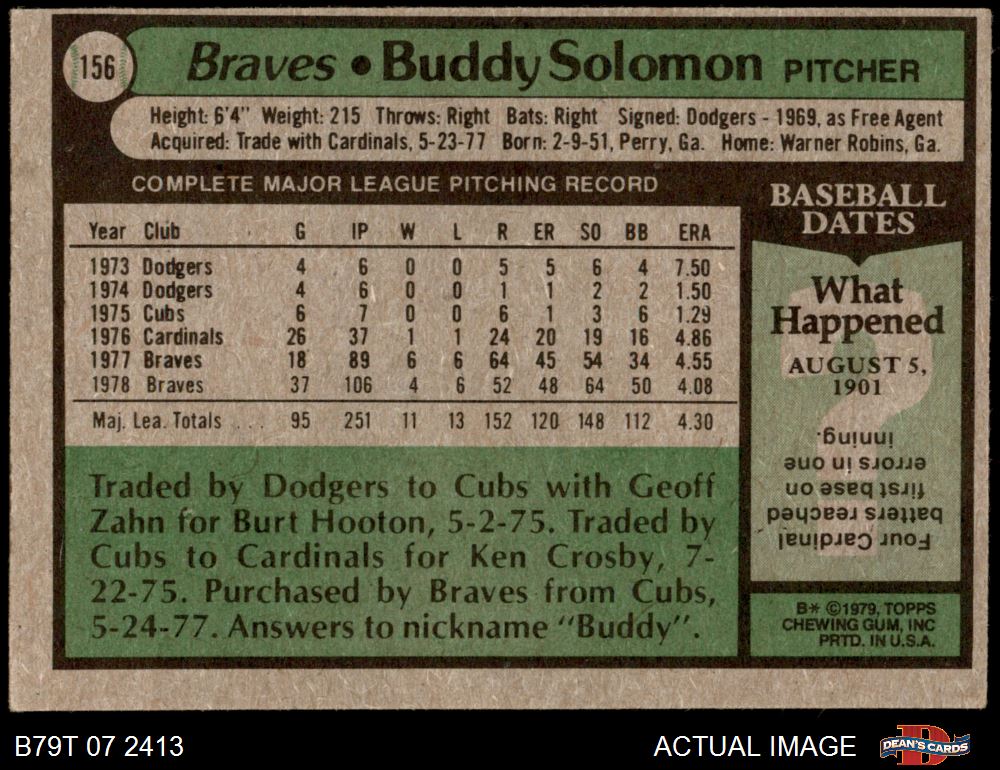 156
Braves • Buddy Solomon PITCHER
Height: 6'4" Weight: 215 Throws: Right Bats: Right Signed: Dodgers - 1969, as Free Agent
Acquired: Trade with Cardinals, 5-23-77 Born: 2-9-51, Perry, Ga. Home: Warner Robins, Ga.
COMPLETE MAJOR LEAGUE PITCHING RECORD
Year Club G IP W L R ER SO BB ERA
1973 Dodgers 4 6 0 0 5 5 6 4 7.50
1974 Dodgers 4 6 0 0 1 1 2 2 1.50
1975 Cubs 6 7 0 0 6 1 3 6 1.29
1976 Cardinals 26 37 1 1 24 20 19 16 4.86
1977 Braves 18 89 6 6 64 45 54 34 4.55
1978 Braves 37 106 4 6 52 48 64 50 4.08
Maj. Lea. Totals . . . 95 251 11 13 152 120 148 112 4.30
Traded by Dodgers to Cubs with Geoff
Zahn for Burt Hooton, 5-2-75. Traded by
Cubs to Cardinals for Ken Crosby, 7-
22-75. Purchased by Braves from Cubs,
5-24-77. Answers to nickname "Buddy".
BASEBALL
DATES
What
Happened
AUGUST 5,
1901
?
Four Cardinal
batters reached
first base on
errors in one
inning.
B* ©1979, TOPPS
CHEWING GUM, INC
PRTD. IN U.S.A.
B79T 07 2413
ACTUAL IMAGE
D
DEAN'S CARDS